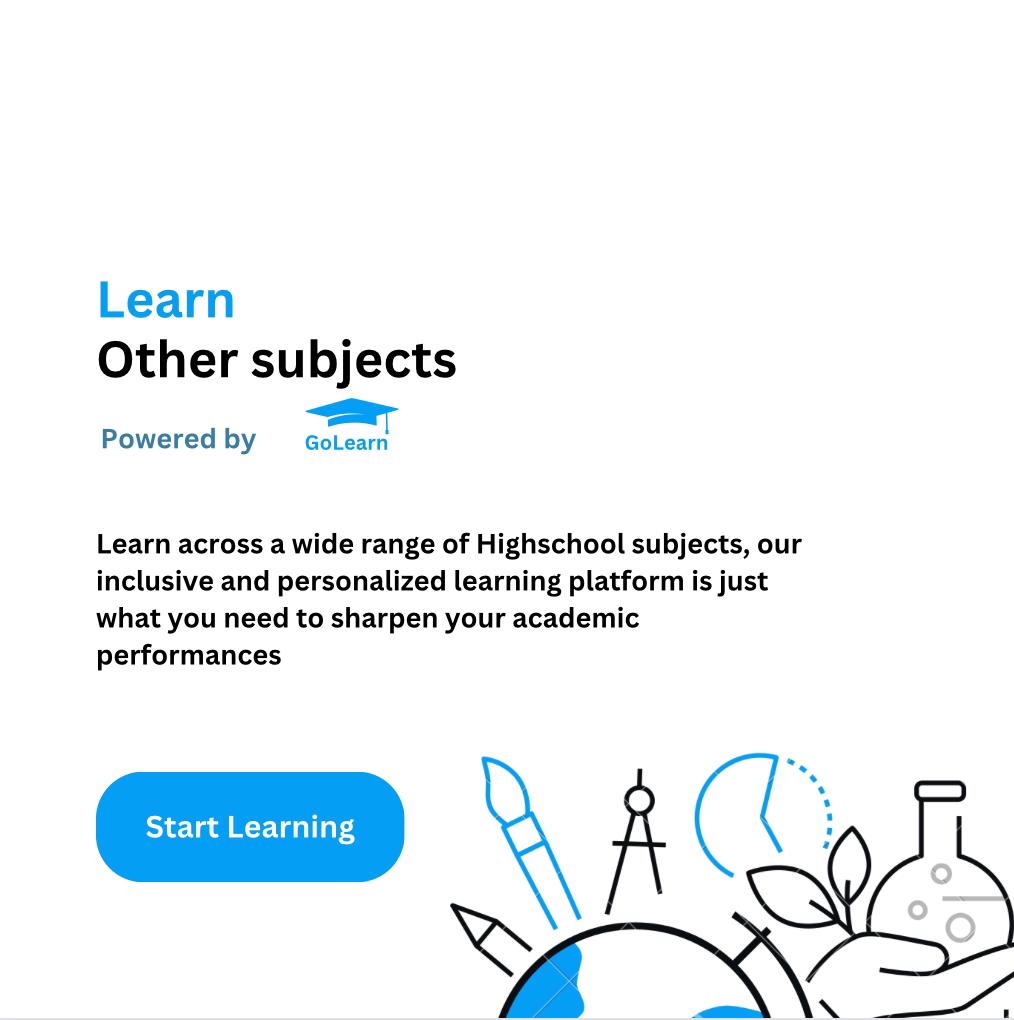 Learn
Other subjects
Powered by GoLearn
Learn across a wide range of Highschool subjects, our
inclusive and personalized learning platform is just
what you need to sharpen your academic
performances
Start Learning